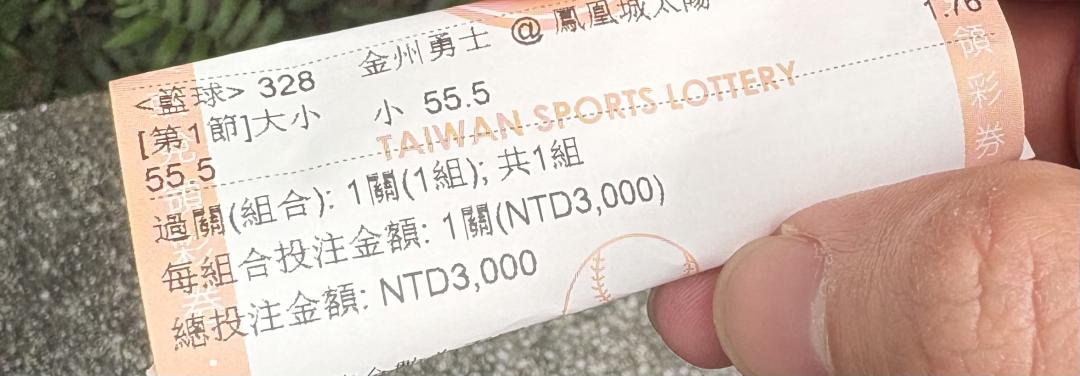 <籃球> 328 金州勇士 @ 鳳凰城太陽
[第1節]大小 小 55.5 1.76
55.5
TAIWAN SPORTS LOTTERY
過關(組合): 1關(1組); 共1組
每組合投注金額: 1關(NTD3,000)
總投注金額: NTD3,000
領彩券